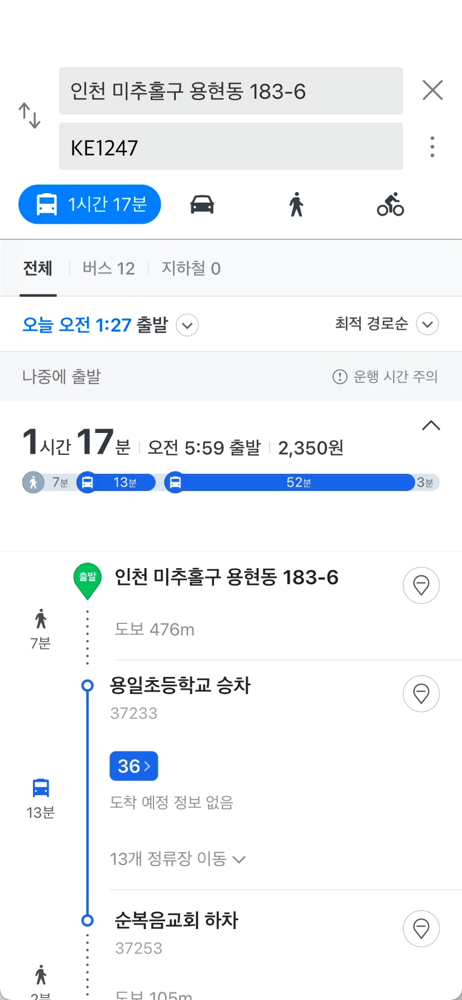 인천 미추홀구 용현동 183-6
KE1247
1시간 17분
전체 버스 12 지하철 0
오늘 오전 1:27 출발 최적 경로순
나중에 출발 운행 시간 주의
1시간 17분 오전 5:59 출발 2,350원
7분 13분 52분 3분
출발 인천 미추홀구 용현동 183-6
도보 476m
7분
용일초등학교 승차
37233
36
도착 예정 정보 없음
13분
13개 정류장 이동
순복음교회 하차
37253
2분 도보 105m